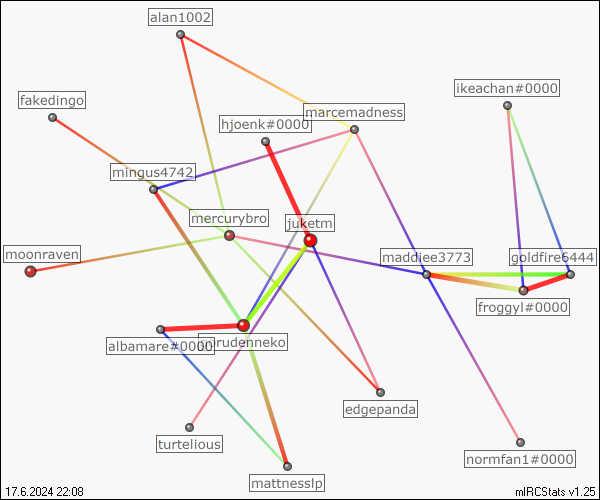 alan1002
ikeachan#0000
fakedingo
marcemadness
hjoenk#0000
mingus4742
mercurybro
juketm
moonraven
maddiee3773
goldfire6444
froggyl#0000
albamare#0000
edgepanda
turtelious
normfan1#0000
mattnesslp
17.6.2024 22:08
mIRCStats v1.25